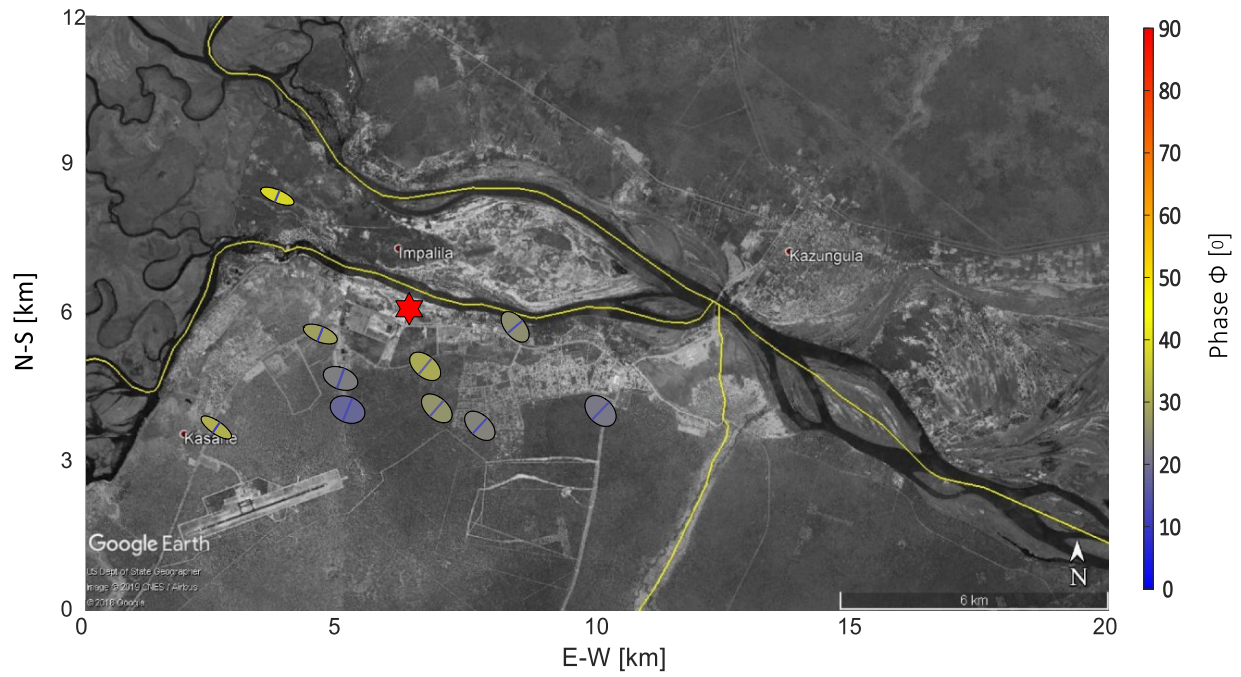 12
9
6
3
0
N-S [km]
Impalila
Kazungula
Kasane
Google Earth
US Dept of State Geographer
Image © 2019 CNES / Airbus
© 2018 Google
N
6 km
0
5
10
15
20
E-W [km]
90
80
70
60
50
40
30
20
10
0
Phase Φ [o]